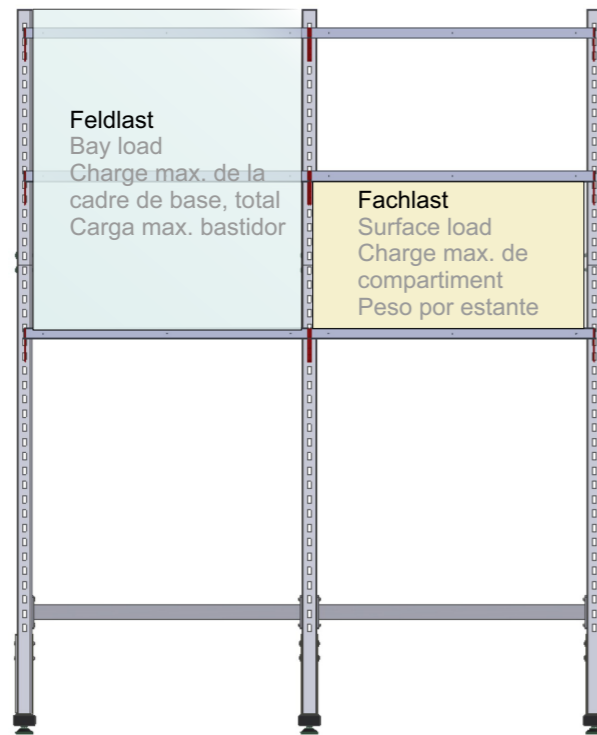 Feldlast
Bay load
Charge max. de la
cadre de base, total
Carga max. bastidor
Fachlast
Surface load
Charge max. de
compartiment
Peso por estante